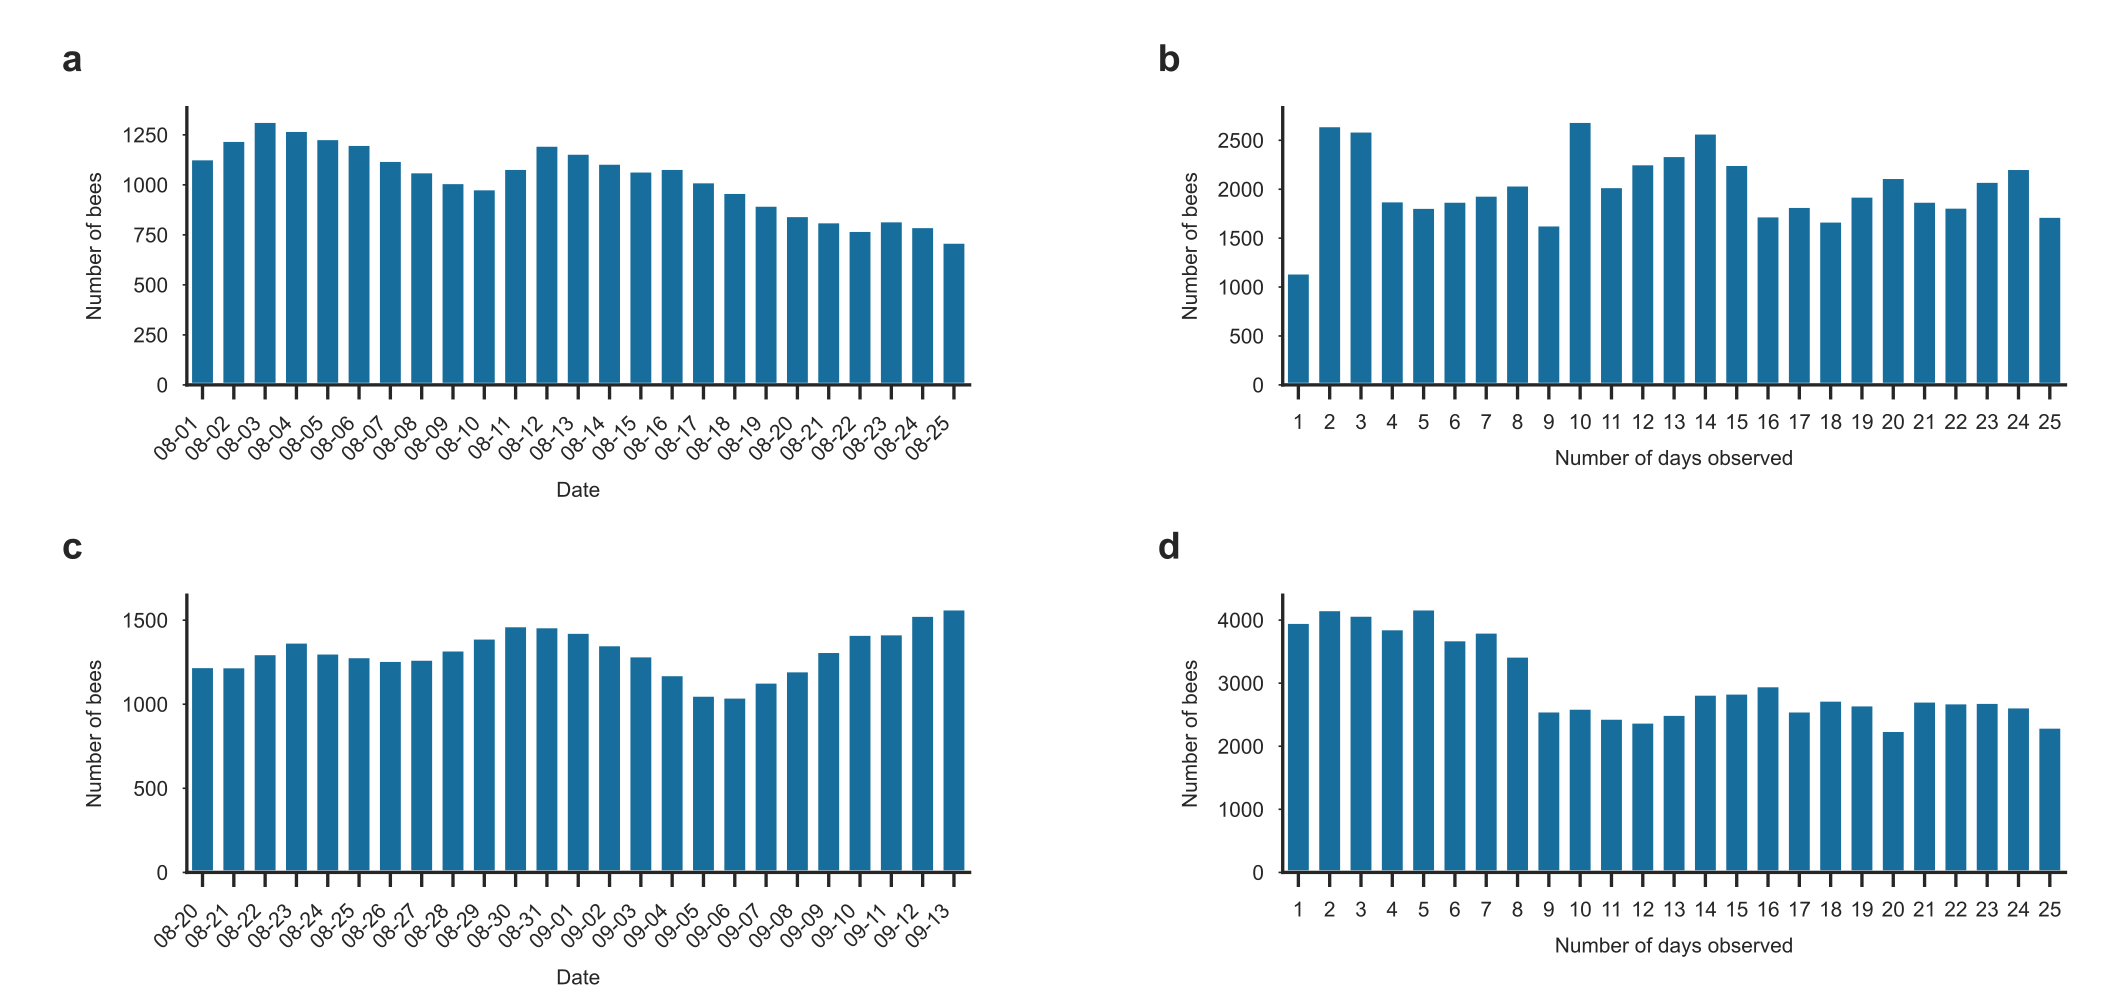 a
Number of bees
1250
1000
750
500
250
0
08-01 08-02 08-03 08-04 08-05 08-06 08-07 08-08 08-09 08-10 08-11 08-12 08-13 08-14 08-15 08-16 08-17 08-18 08-19 08-20 08-21 08-22 08-23 08-24 08-25
Date
b
Number of bees
2500
2000
1500
1000
500
0
1 2 3 4 5 6 7 8 9 10 11 12 13 14 15 16 17 18 19 20 21 22 23 24 25
Number of days observed
c
Number of bees
1500
1000
500
0
08-20 08-21 08-22 08-23 08-24 08-25 08-26 08-27 08-28 08-29 08-30 08-31 09-01 09-02 09-03 09-04 09-05 09-06 09-07 09-08 09-09 09-10 09-11 09-12 09-13
Date
d
Number of bees
4000
3000
2000
1000
0
1 2 3 4 5 6 7 8 9 10 11 12 13 14 15 16 17 18 19 20 21 22 23 24 25
Number of days observed